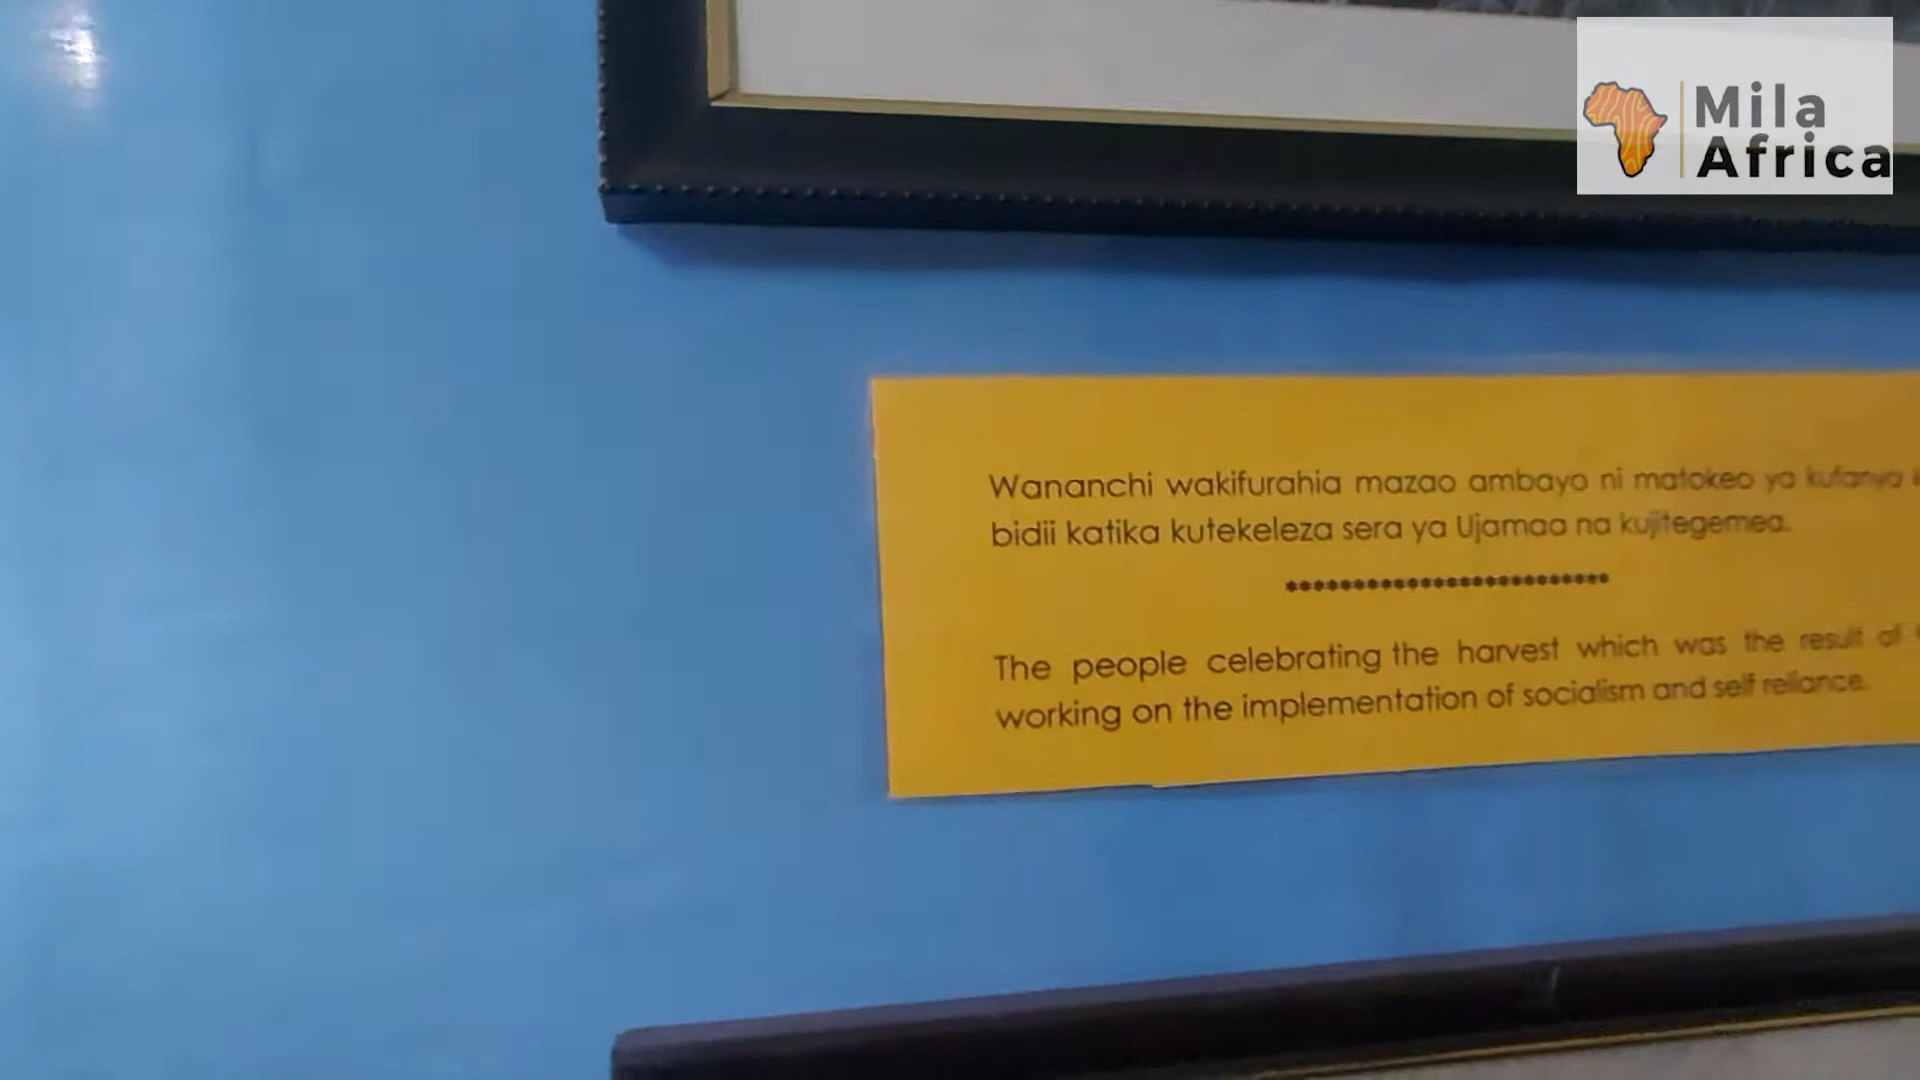 Mila
Africa
Wananchi wakifurahia mazao ambayo ni matokeo ya kufanya
bidii katika kutekeleza sera ya Ujamaa na kujitegemea.
**************************
The people celebrating the harvest which was the result of
working on the implementation of socialism and self reliance.